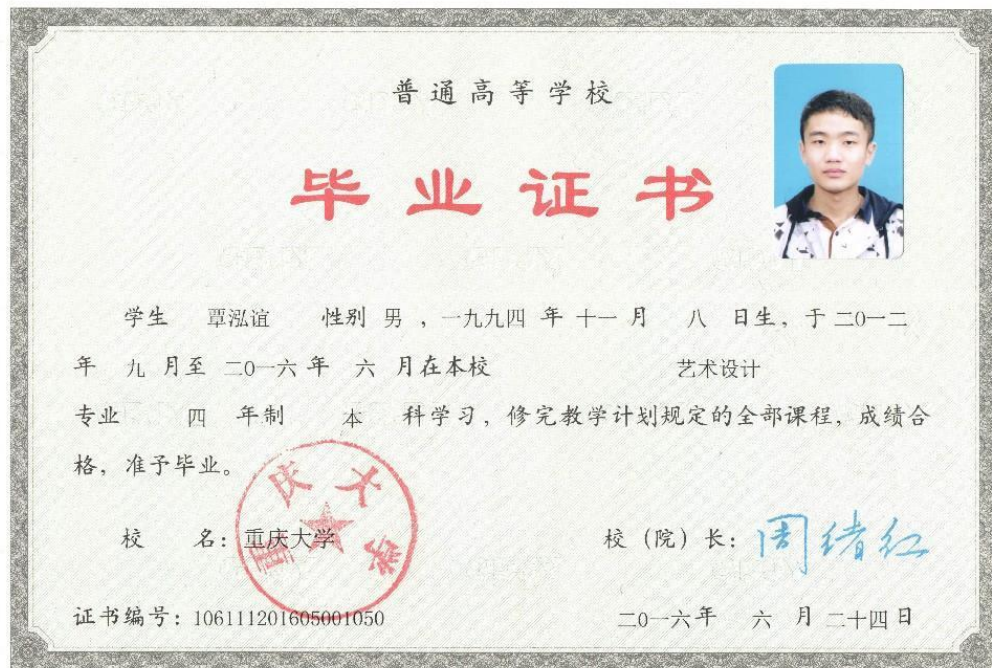 普通高等学校
毕业证书
学生 覃泓谊 性别 男 ，一九九四 年 十一 月 八 日生，于 二0一二
年 九 月至 二0一六 年 六 月在本校 艺术设计
专业 四 年制 本 科学习，修完教学计划规定的全部课程，成绩合
格，准予毕业。
重庆大学
校 名：重庆大学 校（院）长：周绪红
证书编号：106111201605001050 二0一六 年 六 月 二十四 日